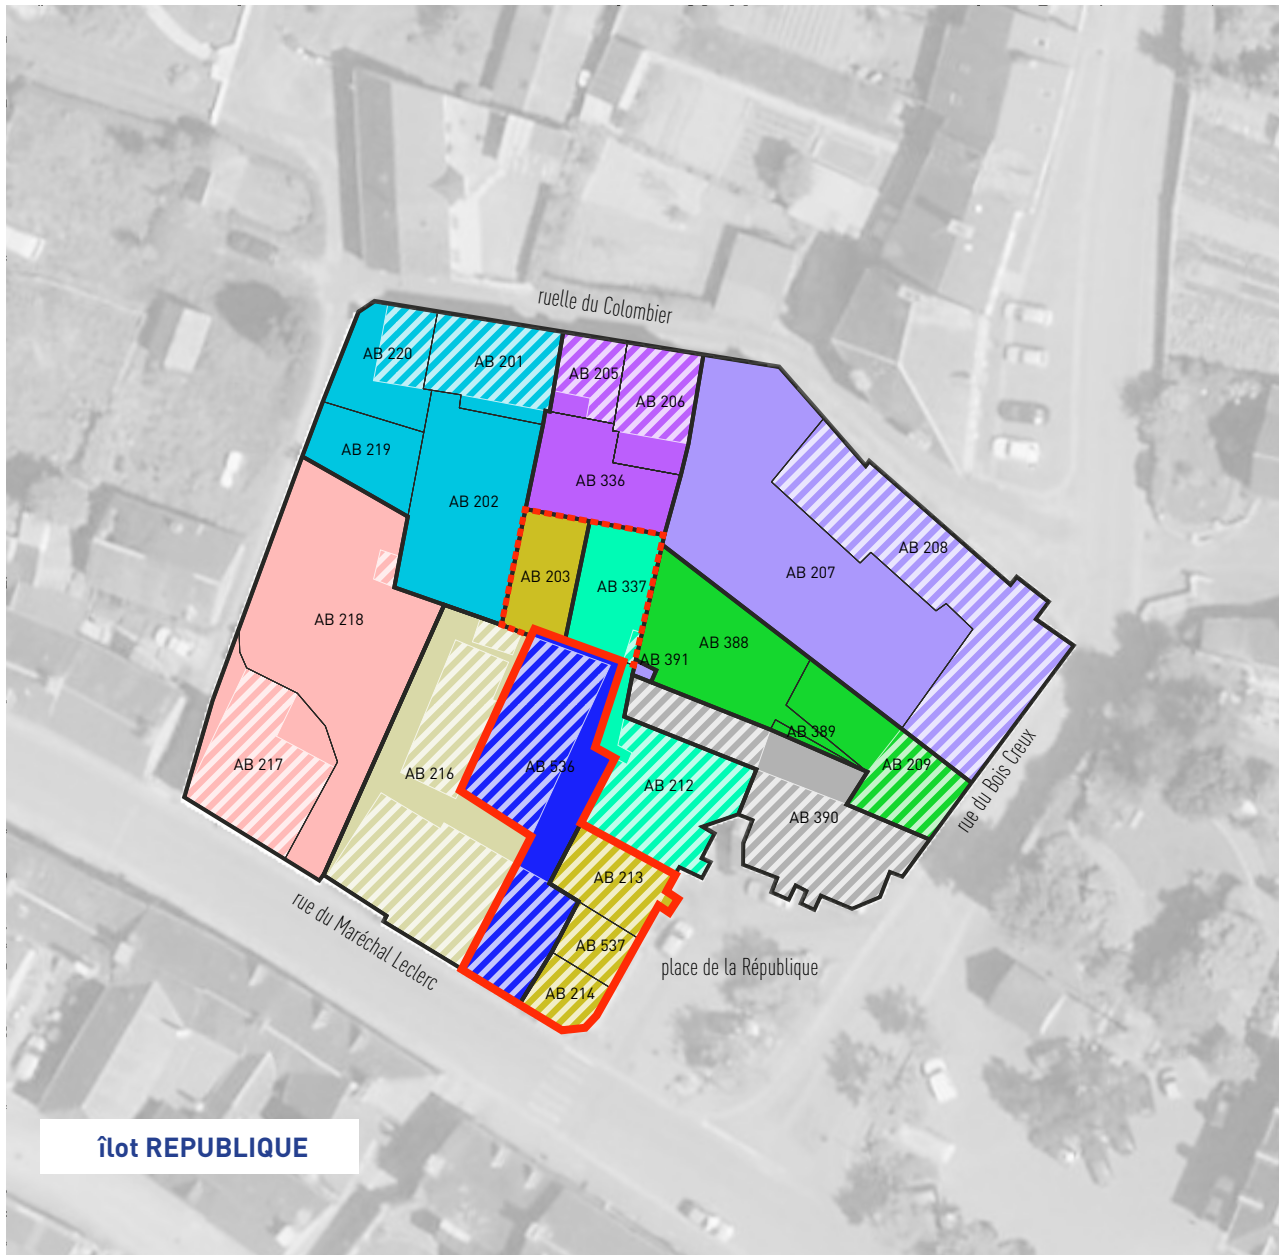 ruelle du Colombier
AB 220
AB 201
AB 205
AB 206
AB 219
AB 202
AB 336
AB 208
AB 203
AB 337
AB 207
AB 218
AB 388
AB 391
AB 389
AB 217
AB 216
AB 536
AB 212
AB 209
AB 390
rue du Bois Creux
AB 213
rue du Maréchal Leclerc
AB 537
AB 214
place de la République
îlot REPUBLIQUE